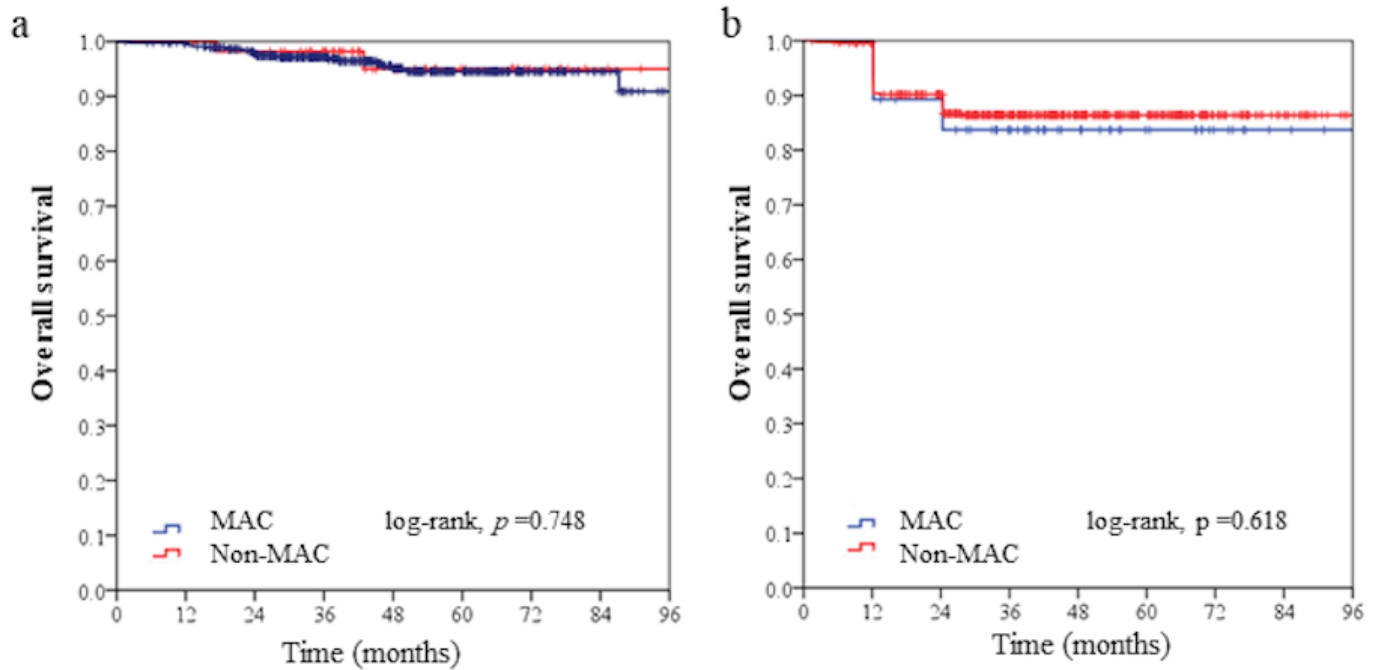 a
1.0
0.9
0.8
0.7
0.6
0.5
0.4
0.3
0.2
0.1
0.0
Overall survival
MAC
log-rank, p =0.748
Non-MAC
0 12 24 36 48 60 72 84 96
Time (months)
b
1.0
0.9
0.8
0.7
0.6
0.5
0.4
0.3
0.2
0.1
0.0
Overall survival
MAC
log-rank, p =0.618
Non-MAC
0 12 24 36 48 60 72 84 96
Time (months)